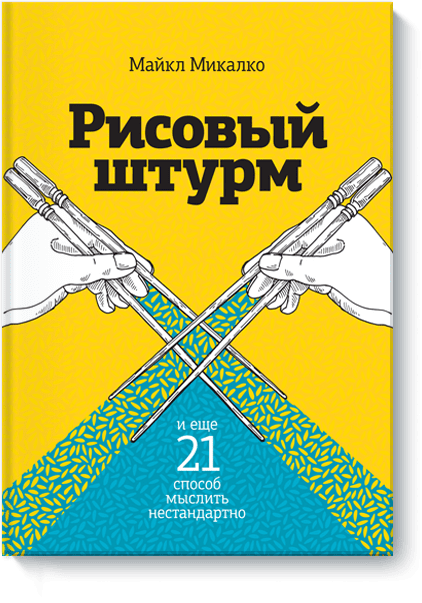 Майкл Микалко
Рисовый
штурм
и еще
21
способ
мыслить
нестандартно